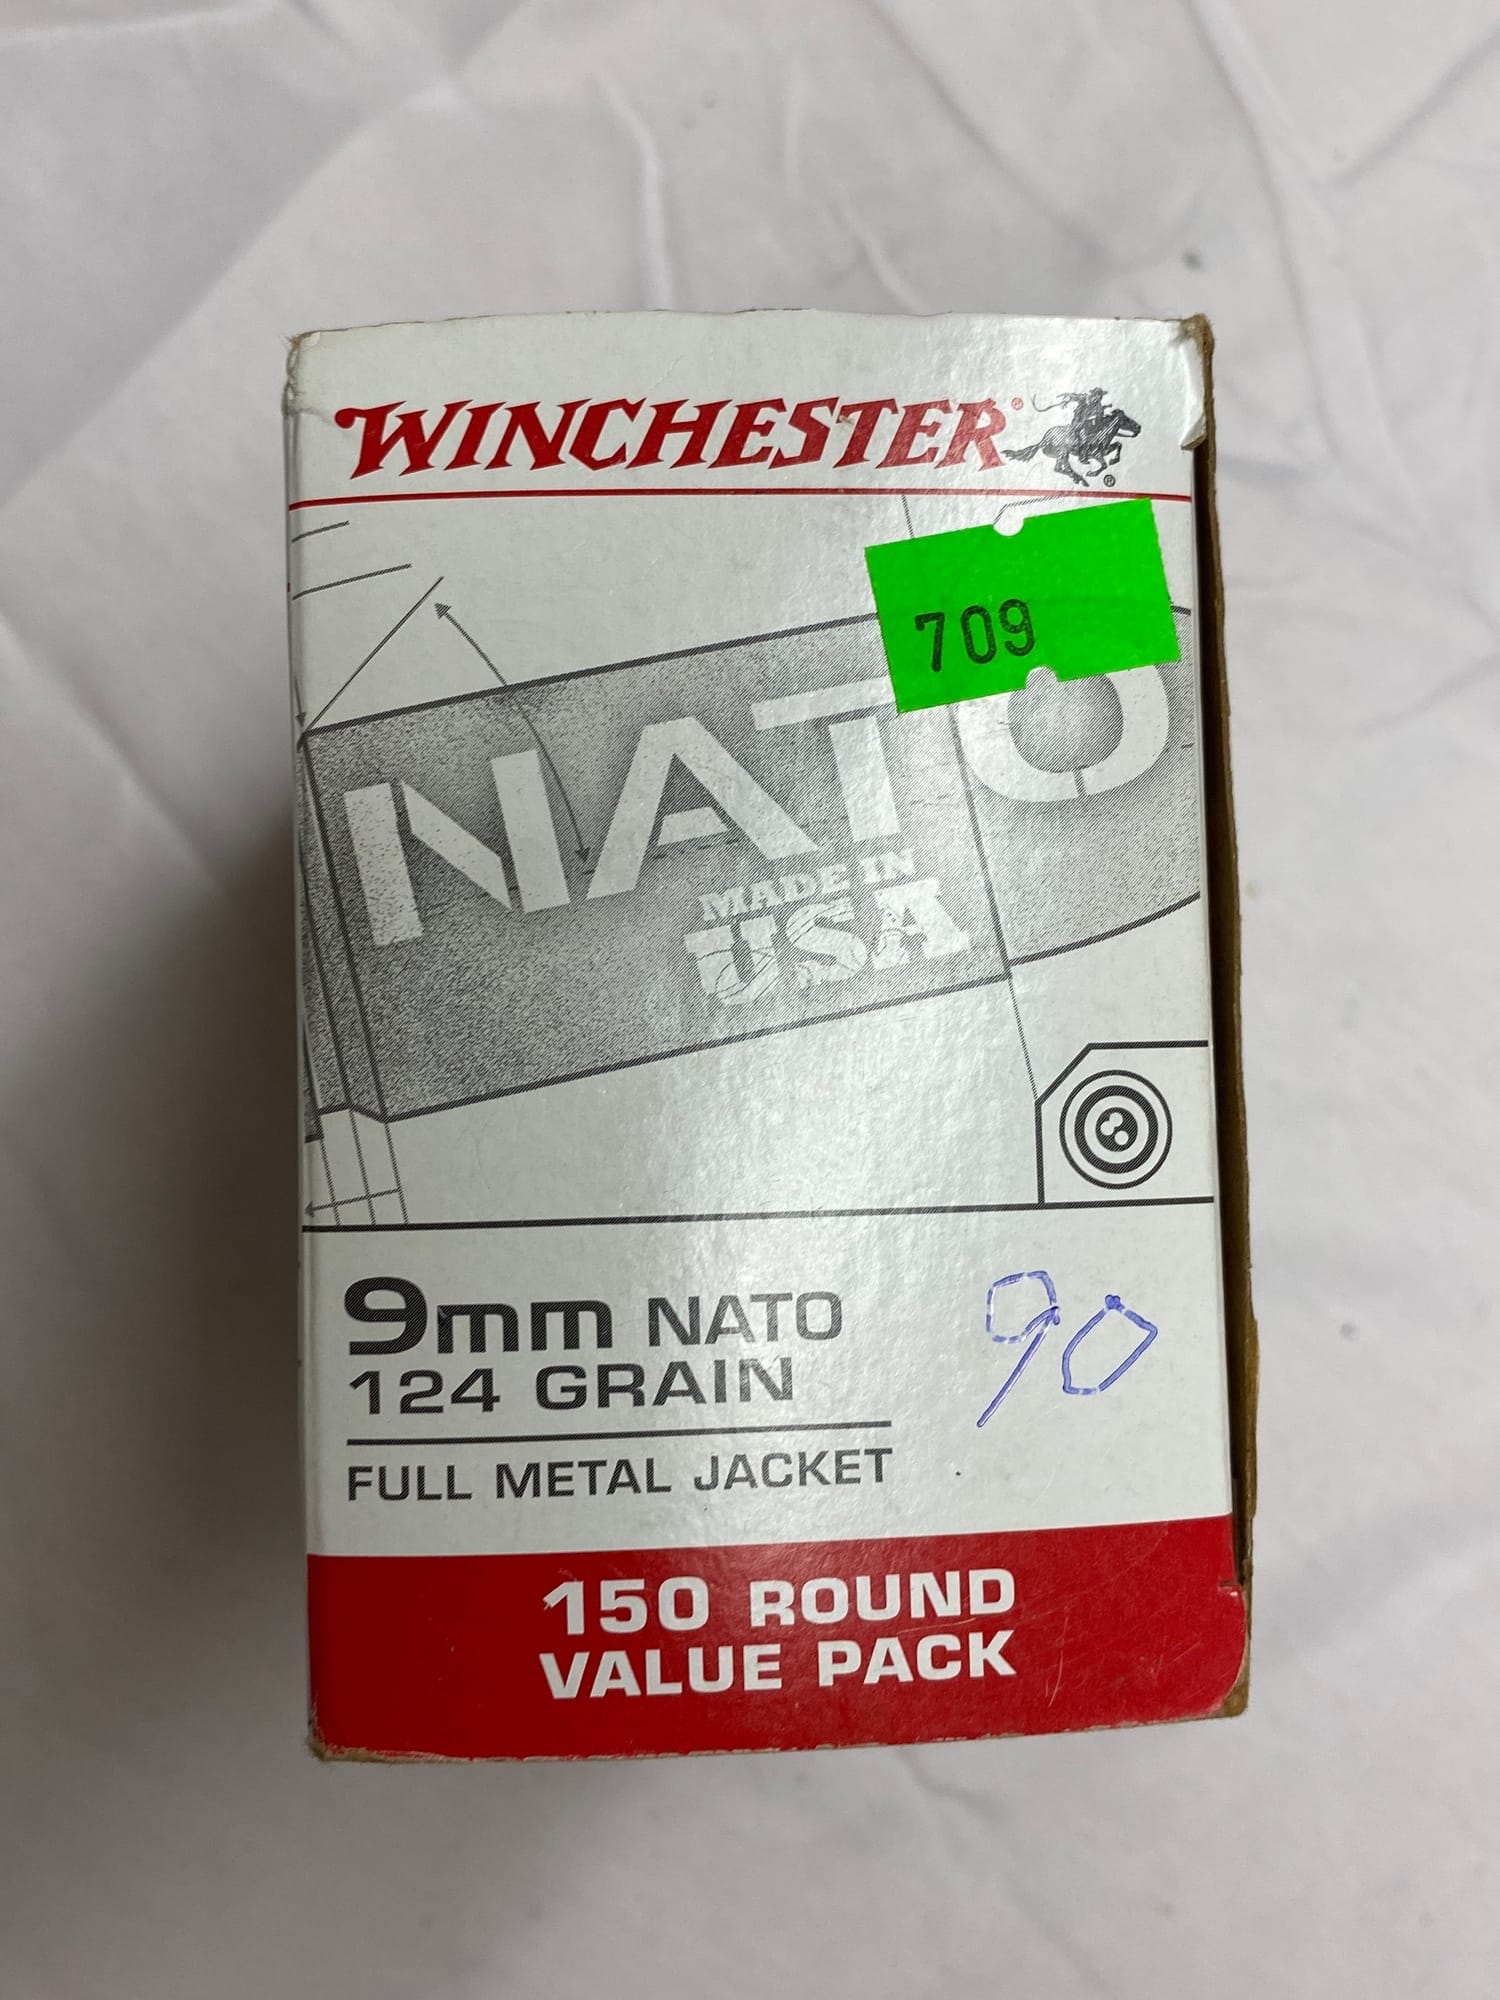 WINCHESTER®
®
709
NATO
MADE IN
USA
9mm NATO
124 GRAIN
90
FULL METAL JACKET
150 ROUND
VALUE PACK